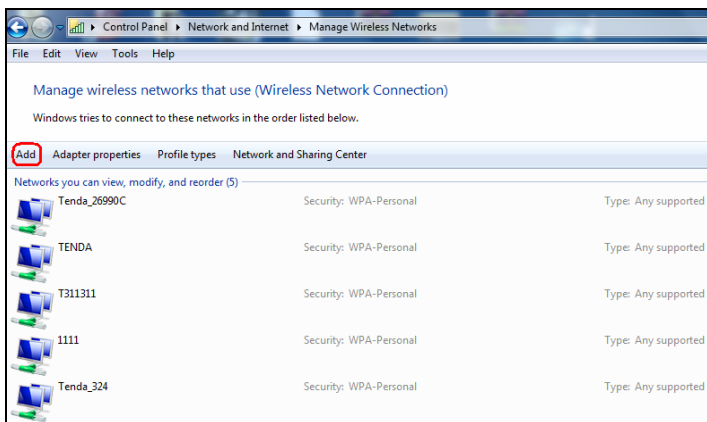 Control Panel ▸ Network and Internet ▸ Manage Wireless Networks
File Edit View Tools Help
Manage wireless networks that use (Wireless Network Connection)
Windows tries to connect to these networks in the order listed below.
Add Adapter properties Profile types Network and Sharing Center
Networks you can view, modify, and reorder (5)
Tenda_26990C Security: WPA-Personal Type: Any supported
TENDA Security: WPA-Personal Type: Any supported
T311311 Security: WPA-Personal Type: Any supported
1111 Security: WPA-Personal Type: Any supported
Tenda_324 Security: WPA-Personal Type: Any supported